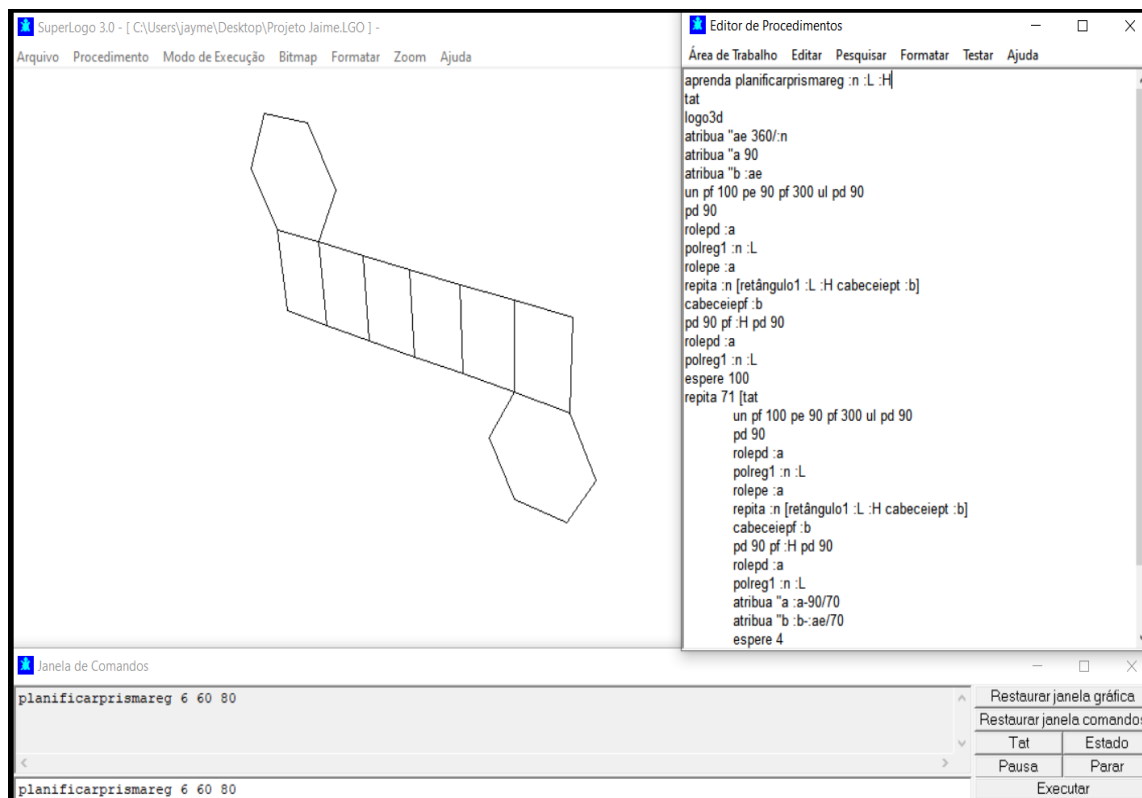 SuperLogo 3.0 - [ C:\Users\jayme\Desktop\Projeto Jaime.LGO ] -
Arquivo Procedimento Modo de Execução Bitmap Formatar Zoom Ajuda
Editor de Procedimentos
Área de Trabalho Editar Pesquisar Formatar Testar Ajuda
aprenda planificarprismareg :n :L :H
tat
logo3d
atribua "ae 360/:n
atribua "a 90
atribua "b :ae
un pf 100 pe 90 pf 300 ul pd 90
pd 90
rolepd :a
polreg1 :n :L
rolepe :a
repita :n [retângulo1 :L :H cabeceiept :b]
cabeceiepf :b
pd 90 pf :H pd 90
rolepd :a
polreg1 :n :L
espere 100
repita 71 [tat
un pf 100 pe 90 pf 300 ul pd 90
pd 90
rolepd :a
polreg1 :n :L
rolepe :a
repita :n [retângulo1 :L :H cabeceiept :b]
cabeceiepf :b
pd 90 pf :H pd 90
rolepd :a
polreg1 :n :L
atribua "a :a-90/70
atribua "b :b-:ae/70
espere 4
Janela de Comandos
planificarprismareg 6 60 80
Restaurar janela gráfica
Restaurar janela comandos
Tat Estado
Pausa Parar
planificarprismareg 6 60 80
Executar